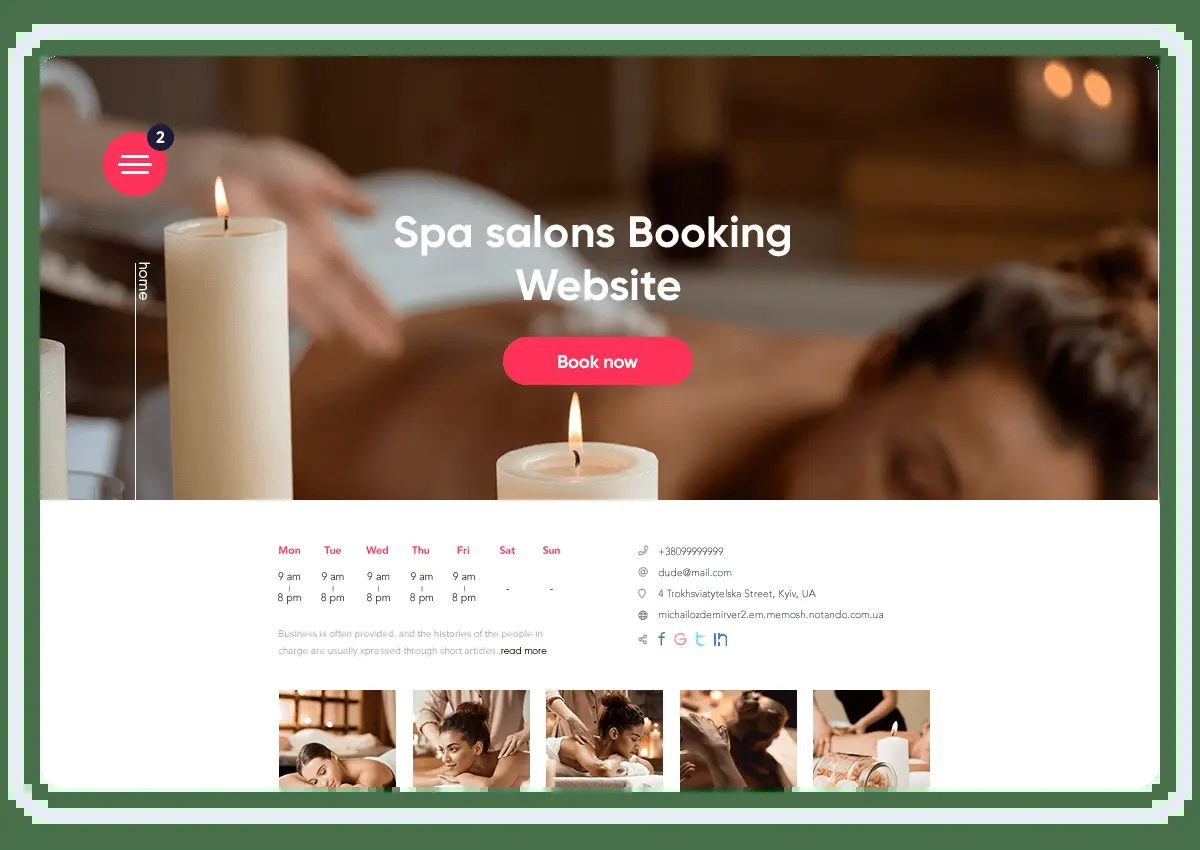 2
home
Spa salons Booking
Website
Book now
Mon Tue Wed Thu Fri Sat Sun
9 am 9 am 9 am 9 am 9 am
- -
8 pm 8 pm 8 pm 8 pm 8 pm
Business is often provided, and the histories of the people in
charge are usually xpressed through short articles..read more
+38099999999
dude@mail.com
4 Trokhsviatytelska Street, Kyiv, UA
michailozdemirver2.em.memosh.notando.com.ua